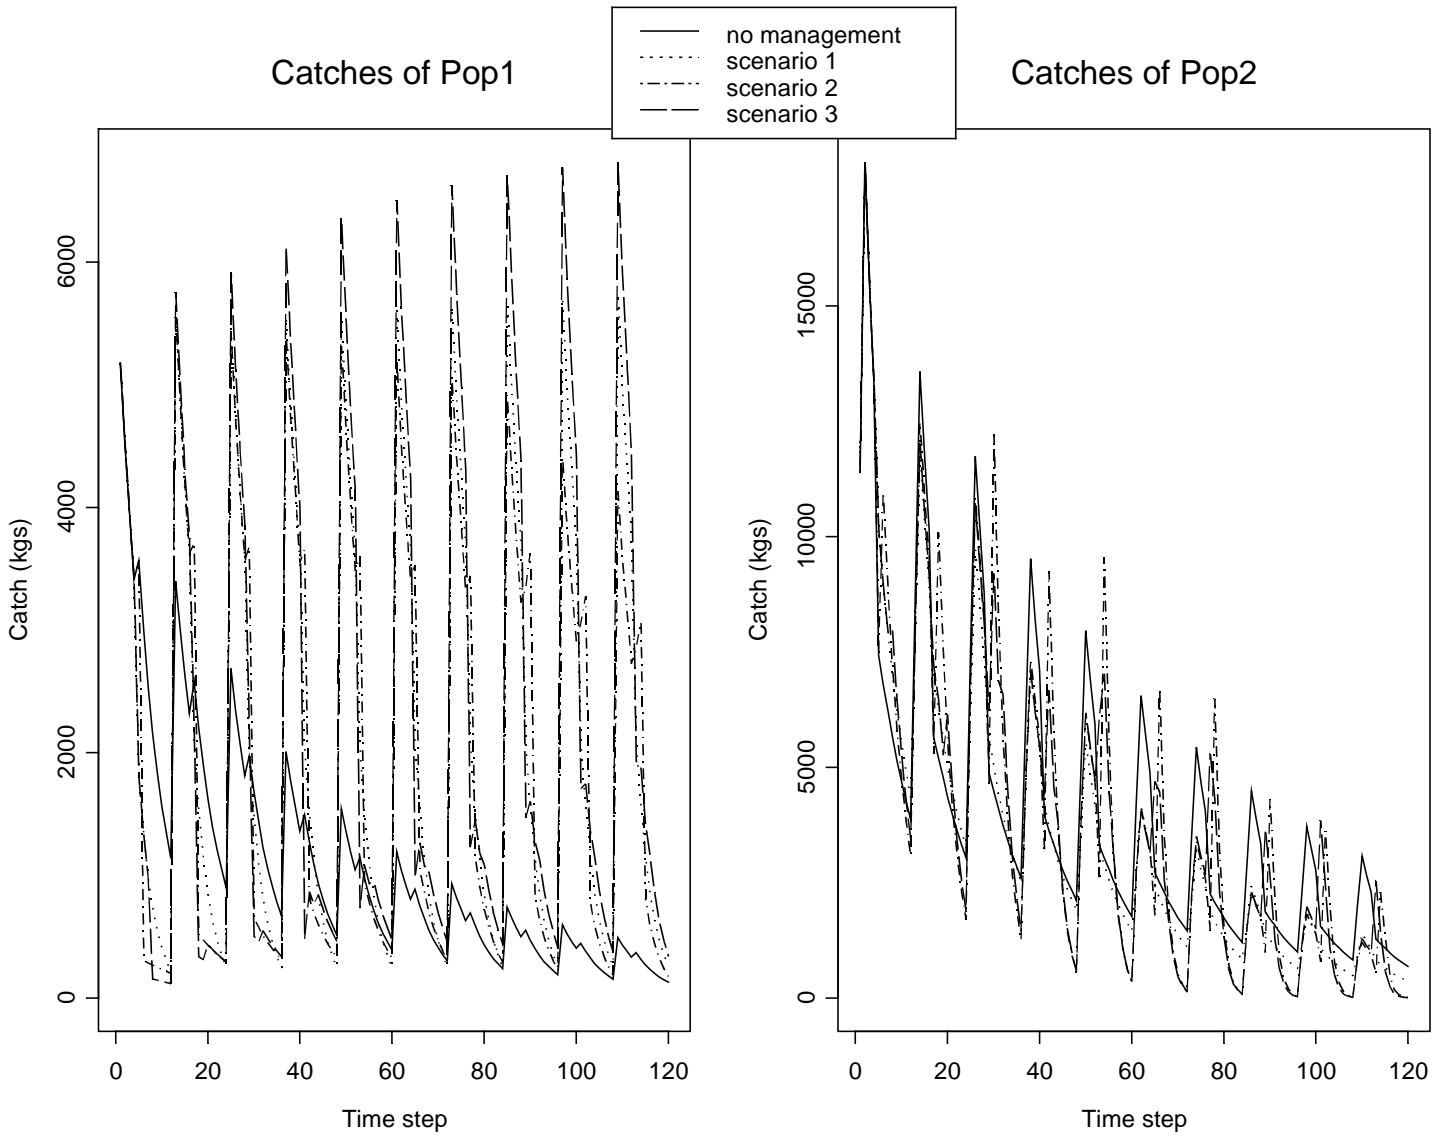 no management
scenario 1
scenario 2
scenario 3
Catches of Pop1
Catch (kgs)
6000
4000
2000
0
0 20 40 60 80 100 120
Time step
Catches of Pop2
Catch (kgs)
15000
10000
5000
0
0 20 40 60 80 100 120
Time step